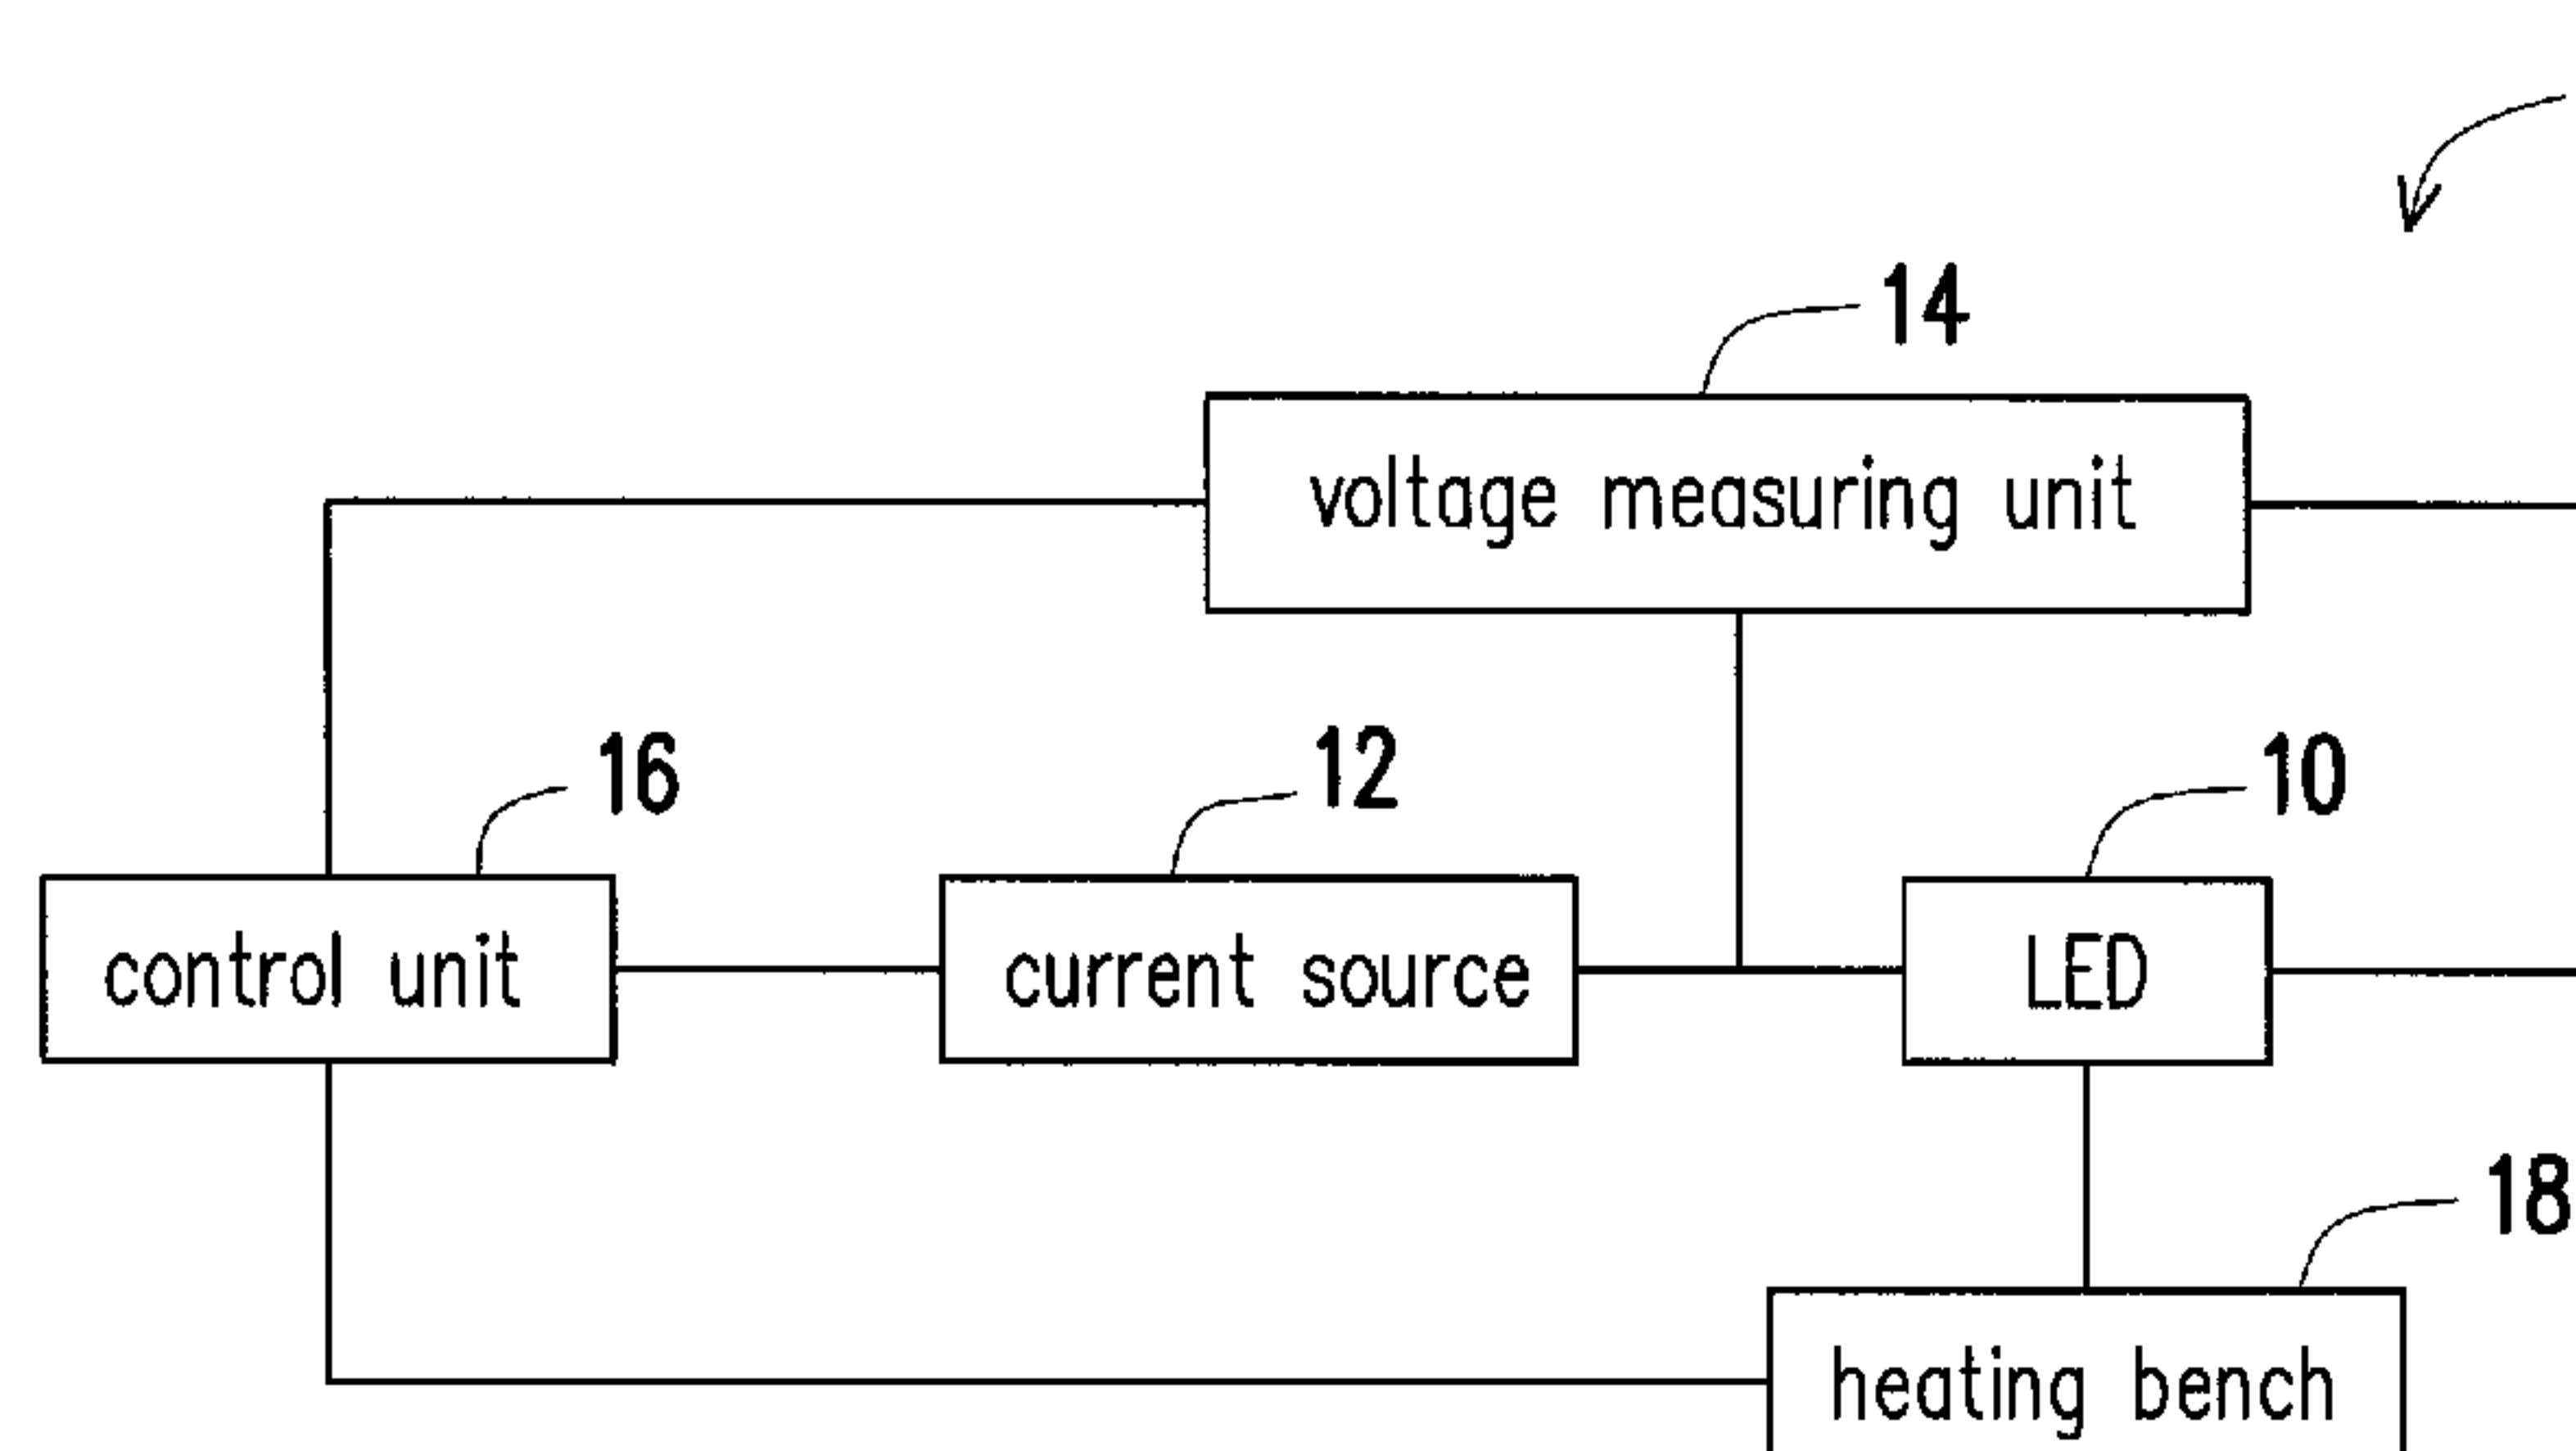 14
voltage measuring unit
16
12
10
control unit
current source
LED
18
heating bench